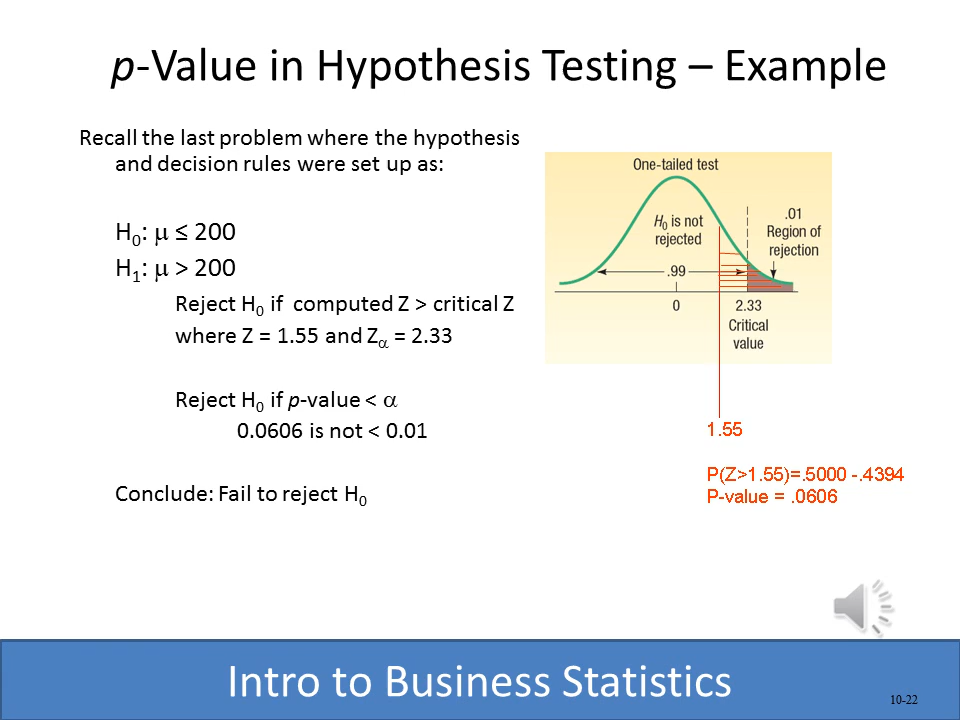 p-Value in Hypothesis Testing – Example
Recall the last problem where the hypothesis
and decision rules were set up as:
H0: μ ≤ 200
H1: μ > 200
Reject H0 if computed Z > critical Z
where Z = 1.55 and Zα = 2.33
Reject H0 if p-value < α
0.0606 is not < 0.01
Conclude: Fail to reject H0
One-tailed test
H0 is not
rejected
.01
Region of
rejection
.99
0
2.33
Critical
value
1.55
P(Z>1.55)=.5000 -.4394
P-value = .0606
Intro to Business Statistics
10-22